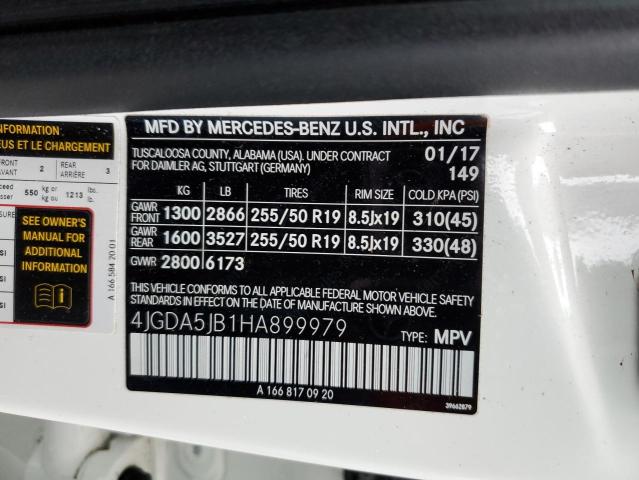 INFORMATION
ES ET LE CHARGEMENT
FRONT
AVANT 2 REAR
ARRIÈRE 3
550 kg or
kg ou 1213 lbs.
lb.
SEE OWNER'S
MANUAL FOR
ADDITIONAL
INFORMATION
A 166 584 20 01
MFD BY MERCEDES-BENZ U.S. INTL., INC
TUSCALOOSA COUNTY, ALABAMA (USA). UNDER CONTRACT 01/17
FOR DAIMLER AG, STUTTGART (GERMANY) 149
KG LB TIRES RIM SIZE COLD KPA (PSI)
GAWR
FRONT 1300 2866 255/50 R19 8.5Jx19 310(45)
GAWR
REAR 1600 3527 255/50 R19 8.5Jx19 330(48)
GVWR 2800 6173
THIS VEHICLE CONFORMS TO ALL APPLICABLE FEDERAL MOTOR VEHICLE SAFETY
STANDARDS IN EFFECT ON THE DATE OF MANUFACTURE SHOWN ABOVE.
4JGDA5JB1HA899979
TYPE: MPV
A 166 817 09 20
39662879